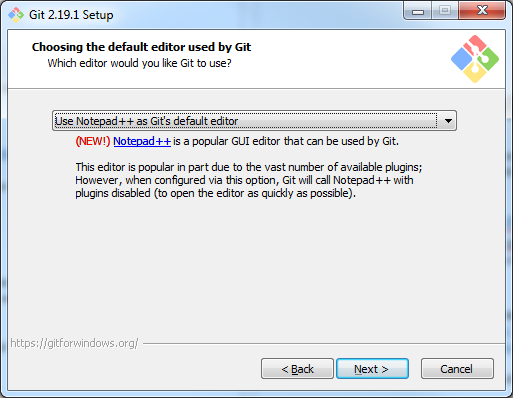 Git 2.19.1 Setup
Choosing the default editor used by Git
Which editor would you like Git to use?
Use Notepad++ as Git's default editor
(NEW!) Notepad++ is a popular GUI editor that can be used by Git.
This editor is popular in part due to the vast number of available plugins;
However, when configured via this option, Git will call Notepad++ with
plugins disabled (to open the editor as quickly as possible).
https://gitforwindows.org/
< Back Next > Cancel